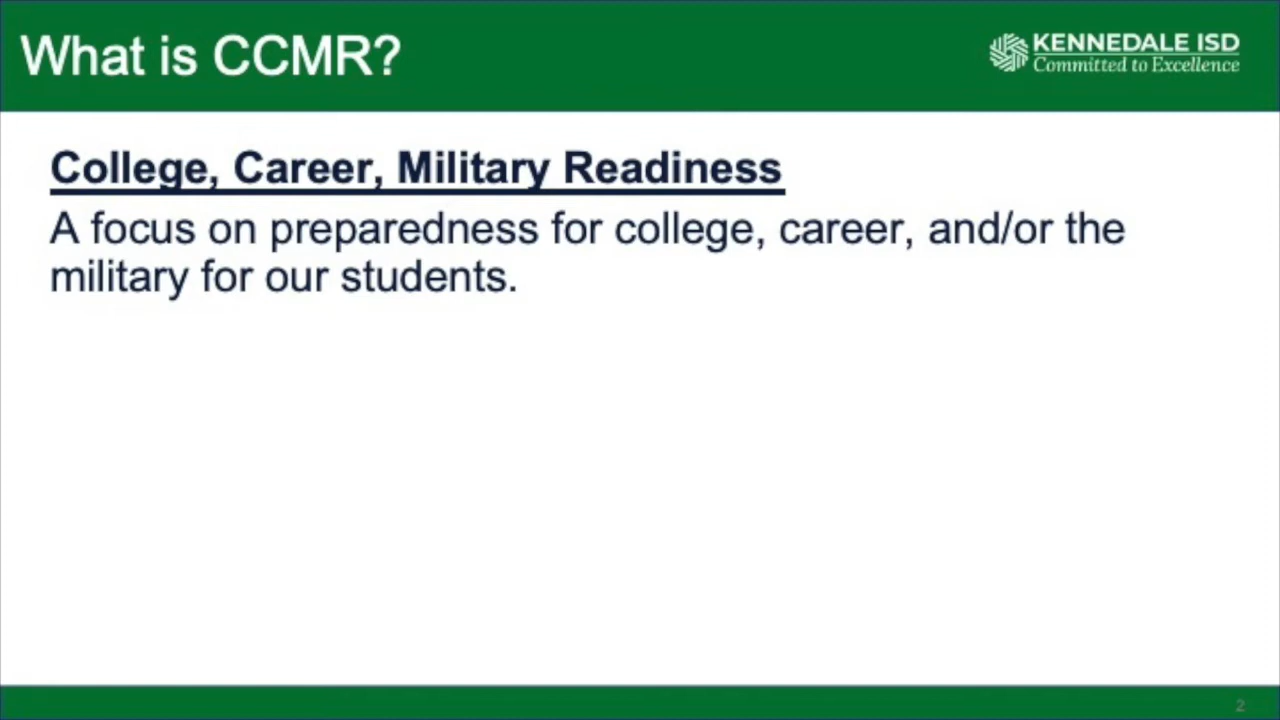 What is CCMR?
KENNEDALE ISD
Committed to Excellence
College, Career, Military Readiness
A focus on preparedness for college, career, and/or the
military for our students.
2